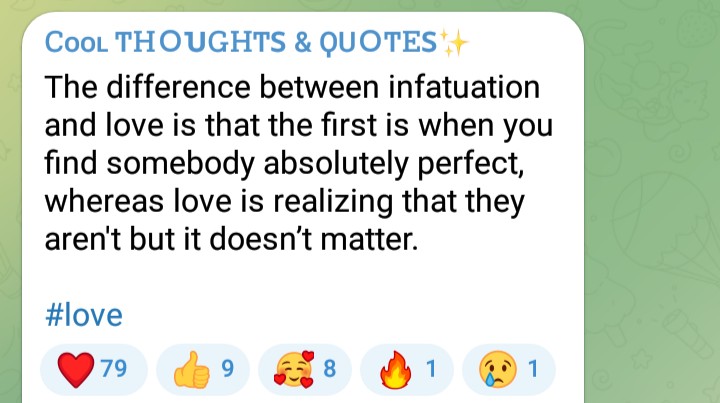 Cool THOUGHTS & QUOTES✨
The difference between infatuation
and love is that the first is when you
find somebody absolutely perfect,
whereas love is realizing that they
aren't but it doesn’t matter.
#love
❤️ 79 👍 9 🥰 8 🔥 1 😢 1